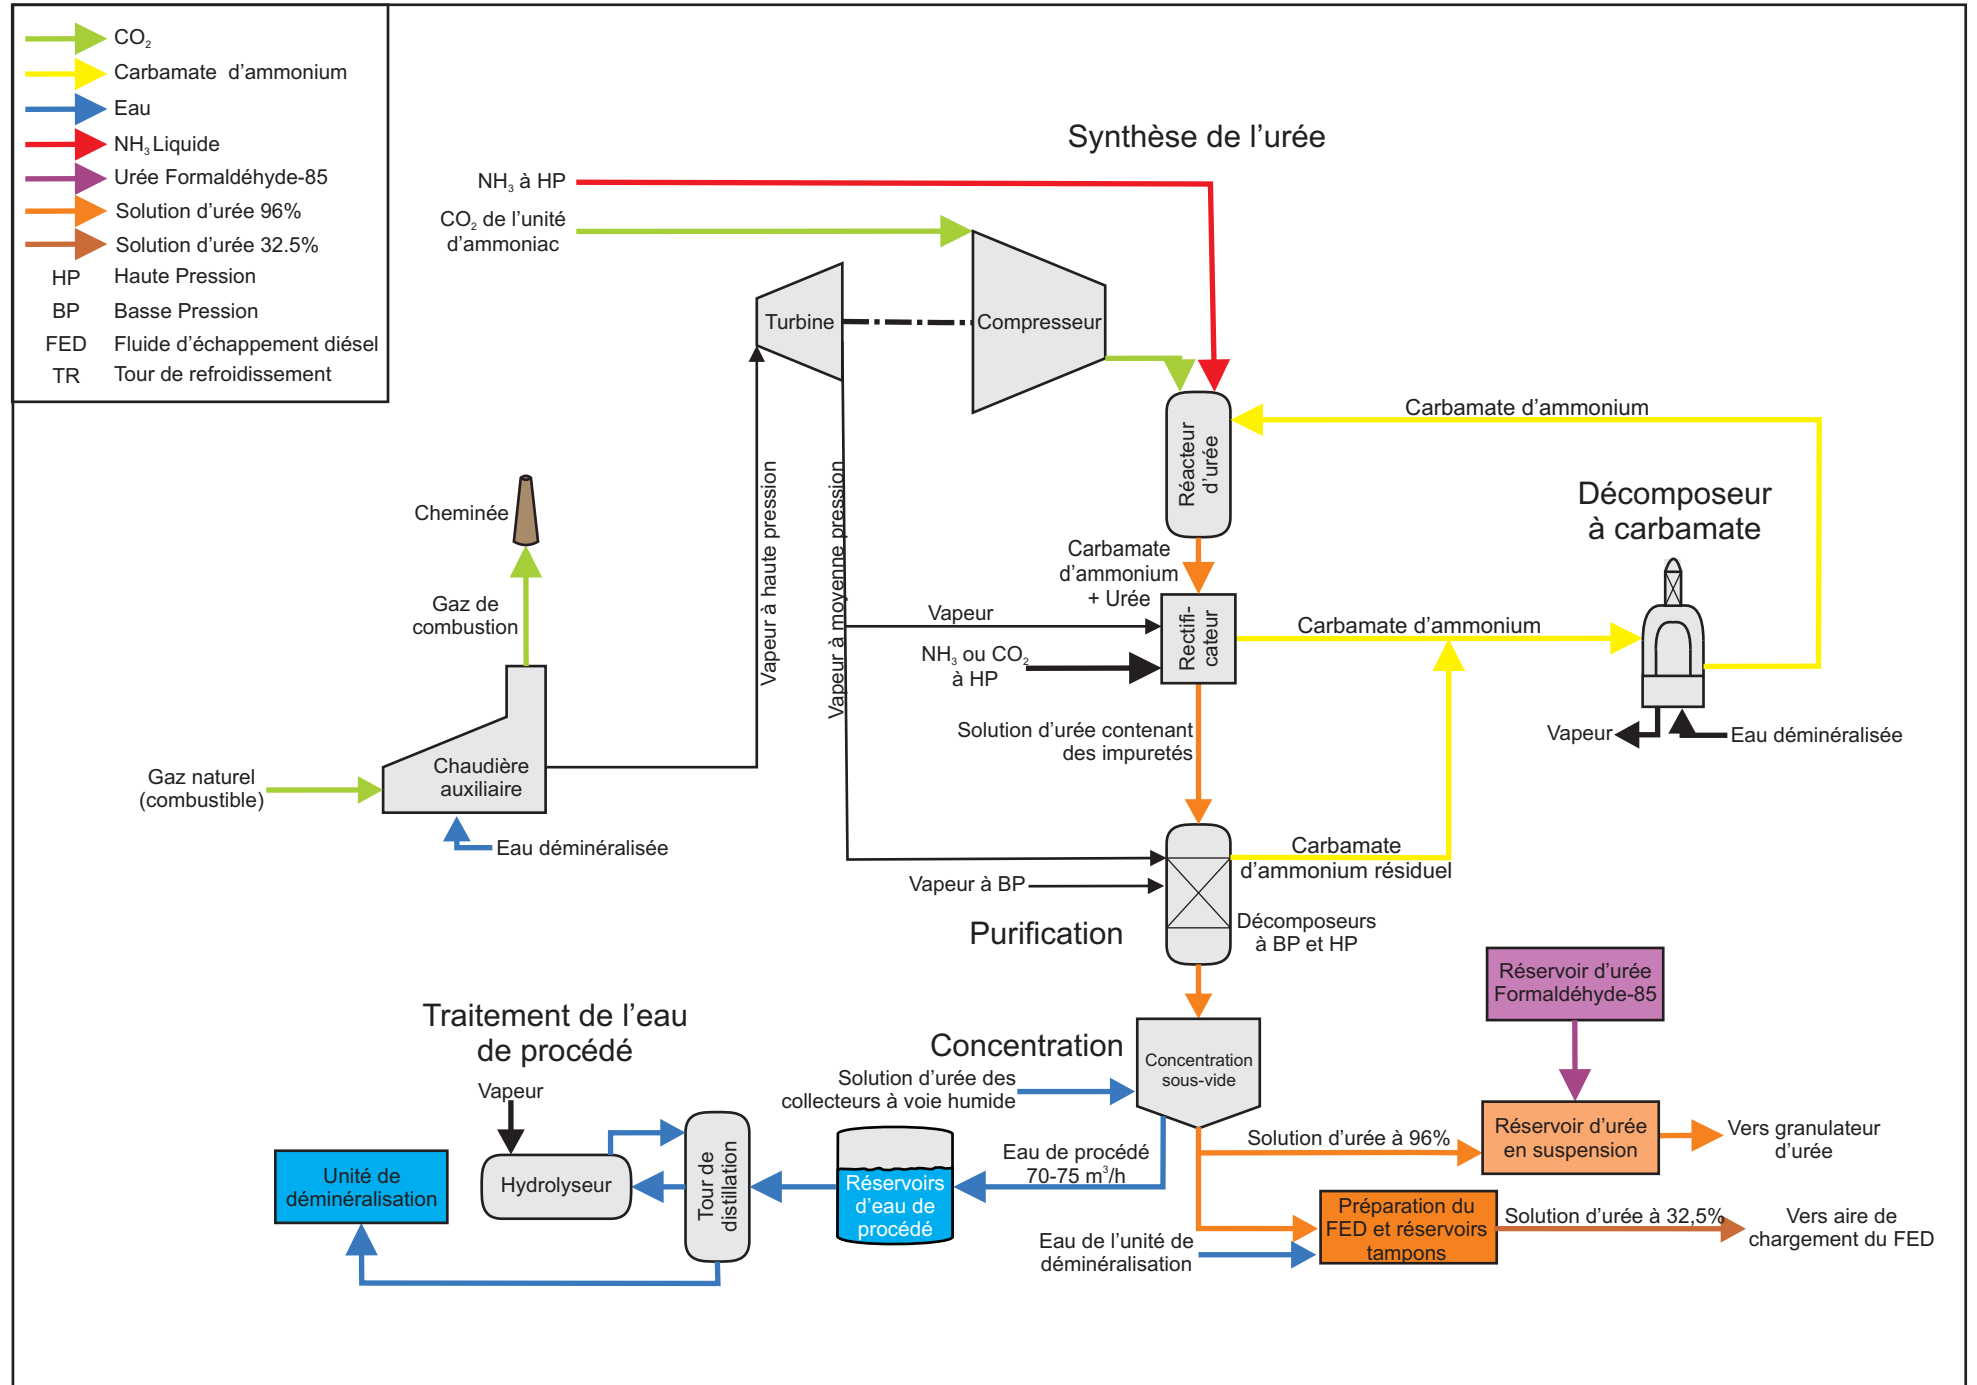 CO₂
Carbamate d'ammonium
Eau
NH₃ Liquide
Urée Formaldéhyde-85
Solution d'urée 96%
Solution d'urée 32.5%
HP Haute Pression
BP Basse Pression
FED Fluide d'échappement diésel
TR Tour de refroidissement
Synthèse de l'urée
NH₃ à HP
CO₂ de l'unité
d'ammoniac
Turbine
Compresseur
Vapeur à haute pression
Vapeur à moyenne pression
Réacteur
d'urée
Carbamate d'ammonium
Décomposeur
à carbamate
Cheminée
Gaz de
combustion
Carbamate
d'ammonium
+ Urée
Vapeur
NH₃ ou CO₂
à HP
Rectifi-
cateur
Carbamate d'ammonium
Vapeur
Eau déminéralisée
Solution d'urée contenant
des impuretés
Chaudière
auxiliaire
Gaz naturel
(combustible)
Eau déminéralisée
Carbamate
d'ammonium résiduel
Vapeur à BP
Purification
Décomposeurs
à BP et HP
Réservoir d'urée
Formaldéhyde-85
Traitement de l'eau
de procédé
Concentration
Concentration
sous-vide
Vapeur
Solution d'urée des
collecteurs à voie humide
Solution d'urée à 96%
Réservoir d'urée
en suspension
Vers granulateur
d'urée
Unité de
déminéralisation
Hydrolyseur
Tour de
distillation
Réservoirs
d'eau de
procédé
Eau de procédé
70-75 m³/h
Eau de l'unité de
déminéralisation
Préparation du
FED et réservoirs
tampons
Solution d'urée à 32,5%
Vers aire de
chargement du FED